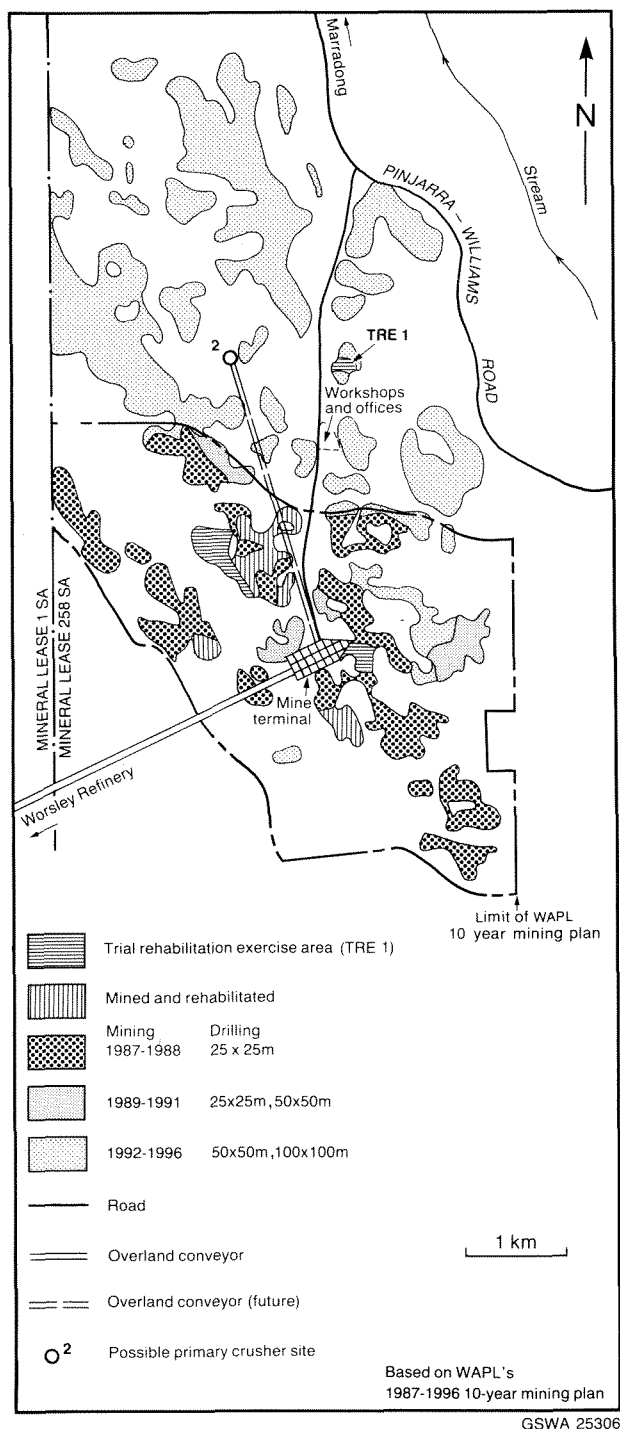 Marradong
N
PINJARRA – WILLIAMS
ROAD
Stream
2
TRE 1
Workshops
and offices
MINERAL LEASE 1 SA
MINERAL LEASE 258 SA
Mine
terminal
Worsley Refinery
Limit of WAPL
10 year mining plan
Trial rehabilitation exercise area (TRE 1)
Mined and rehabilitated
Mining Drilling
1987-1988 25 x 25m
1989-1991 25x25m,50x50m
1992-1996 50x50m,100x100m
Road
1 km
Overland conveyor
Overland conveyor (future)
2 Possible primary crusher site
Based on WAPL's
1987-1996 10-year mining plan
GSWA 25306